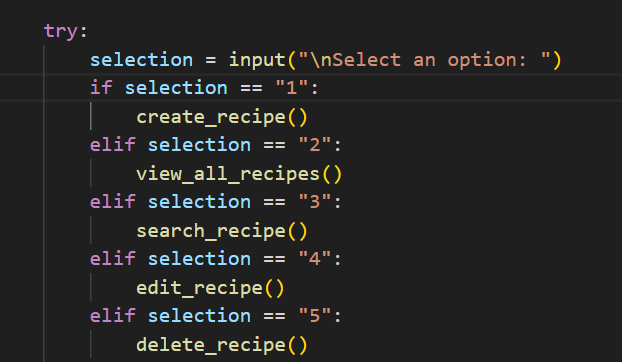 try:
selection = input("\nSelect an option: ")
if selection == "1":
create_recipe()
elif selection == "2":
view_all_recipes()
elif selection == "3":
search_recipe()
elif selection == "4":
edit_recipe()
elif selection == "5":
delete_recipe()